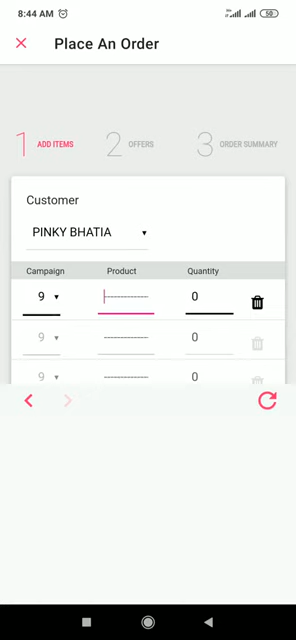 8:44 AM
50
Place An Order
1 ADD ITEMS 2 OFFERS 3 ORDER SUMMARY
Customer
PINKY BHATIA
Campaign Product Quantity
9 ------------- 0
9 ------------- 0
9 ------------- 0